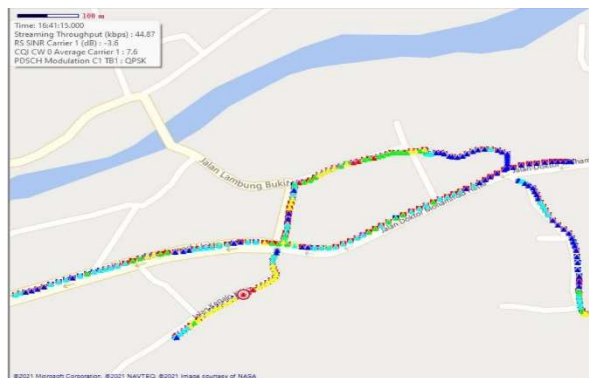 100 m
Time: 16:41:15.000
Streaming Throughput (kbps) : 44.87
RS SINR Carrier 1 (dB) : -3.6
CQI CW 0 Average Carrier 1 : 7.6
PDSCH Modulation C1 TB1 : QPSK
Jalan Lambung Bukit
Jalan Doktor
©2021 Microsoft Corporation ©2021 NAVTEQ ©2021 Image courtesy of NASA